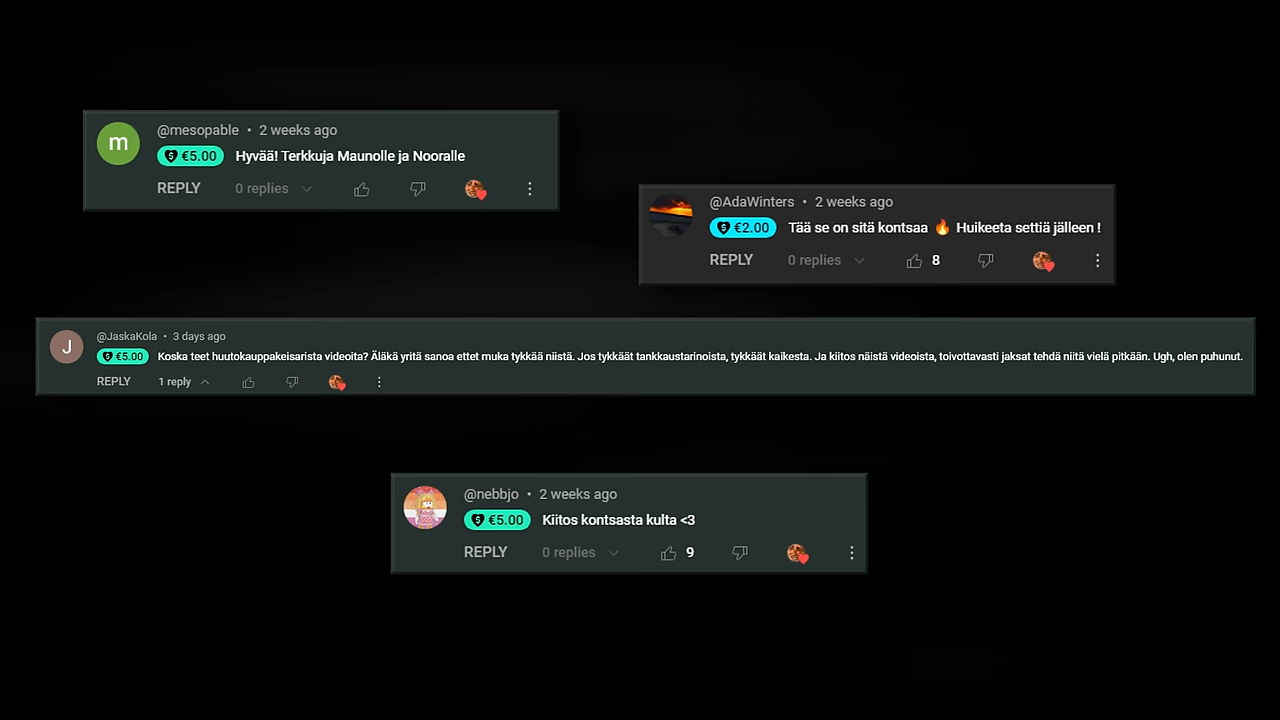 m
@mesopable • 2 weeks ago
€5.00 Hyvää! Terkkuja Maunolle ja Nooralle
REPLY 0 replies
@AdaWinters • 2 weeks ago
€2.00 Tää se on sitä kontsaa 🔥 Huikeeta settiä jälleen !
REPLY 0 replies 8
J
@JaskaKola • 3 days ago
€5.00 Koska teet huutokauppakeisarista videoita? Äläkä yritä sanoa ettet muka tykkää niistä. Jos tykkäät tankkaustarinoista, tykkäät kaikesta. Ja kiitos näistä videoista, toivottavasti jaksat tehdä niitä vielä pitkään. Ugh, olen puhunut.
REPLY 1 reply
@nebbjo • 2 weeks ago
€5.00 Kiitos kontsasta kulta <3
REPLY 0 replies 9